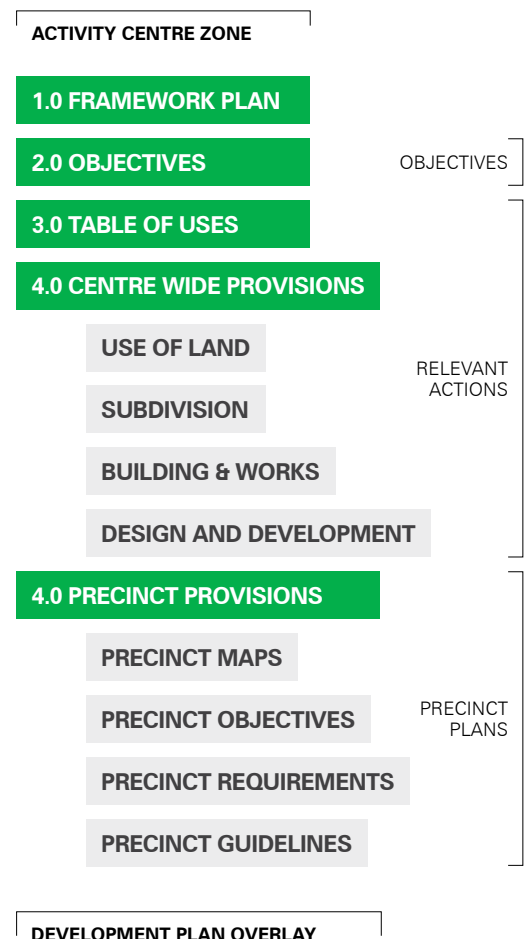 ACTIVITY CENTRE ZONE
1.0 FRAMEWORK PLAN
2.0 OBJECTIVES
OBJECTIVES
3.0 TABLE OF USES
4.0 CENTRE WIDE PROVISIONS
USE OF LAND
RELEVANT
ACTIONS
SUBDIVISION
BUILDING & WORKS
DESIGN AND DEVELOPMENT
4.0 PRECINCT PROVISIONS
PRECINCT MAPS
PRECINCT OBJECTIVES
PRECINCT
PLANS
PRECINCT REQUIREMENTS
PRECINCT GUIDELINES
DEVELOPMENT PLAN OVERLAY